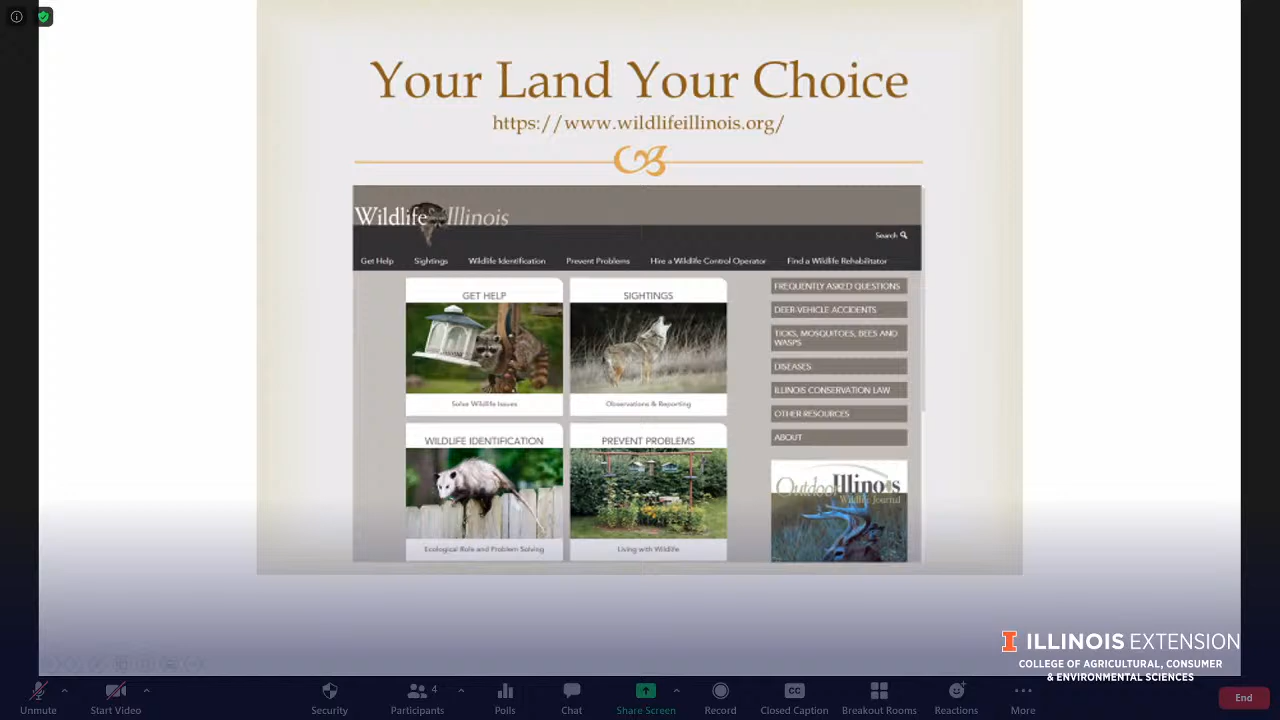 Your Land Your Choice
https://www.wildlifeillinois.org/
Wildlife Illinois
Search
Get Help Sightings Wildlife Identification Prevent Problems Hire a Wildlife Control Operator Find a Wildlife Rehabilitator
GET HELP
Solve Wildlife Issues
SIGHTINGS
Observations & Reporting
WILDLIFE IDENTIFICATION
Ecological Role and Problem Solving
PREVENT PROBLEMS
Living with Wildlife
FREQUENTLY ASKED QUESTIONS
DEER-VEHICLE ACCIDENTS
TICKS, MOSQUITOES, BEES AND
WASPS
DISEASES
ILLINOIS CONSERVATION LAW
OTHER RESOURCES
ABOUT
OutdoorIllinois
Wildlife Journal
I ILLINOIS EXTENSION
COLLEGE OF AGRICULTURAL, CONSUMER
& ENVIRONMENTAL SCIENCES
4
Unmute Start Video Security Participants Polls Chat Share Screen Record Closed Caption Breakout Rooms Reactions More End
CC